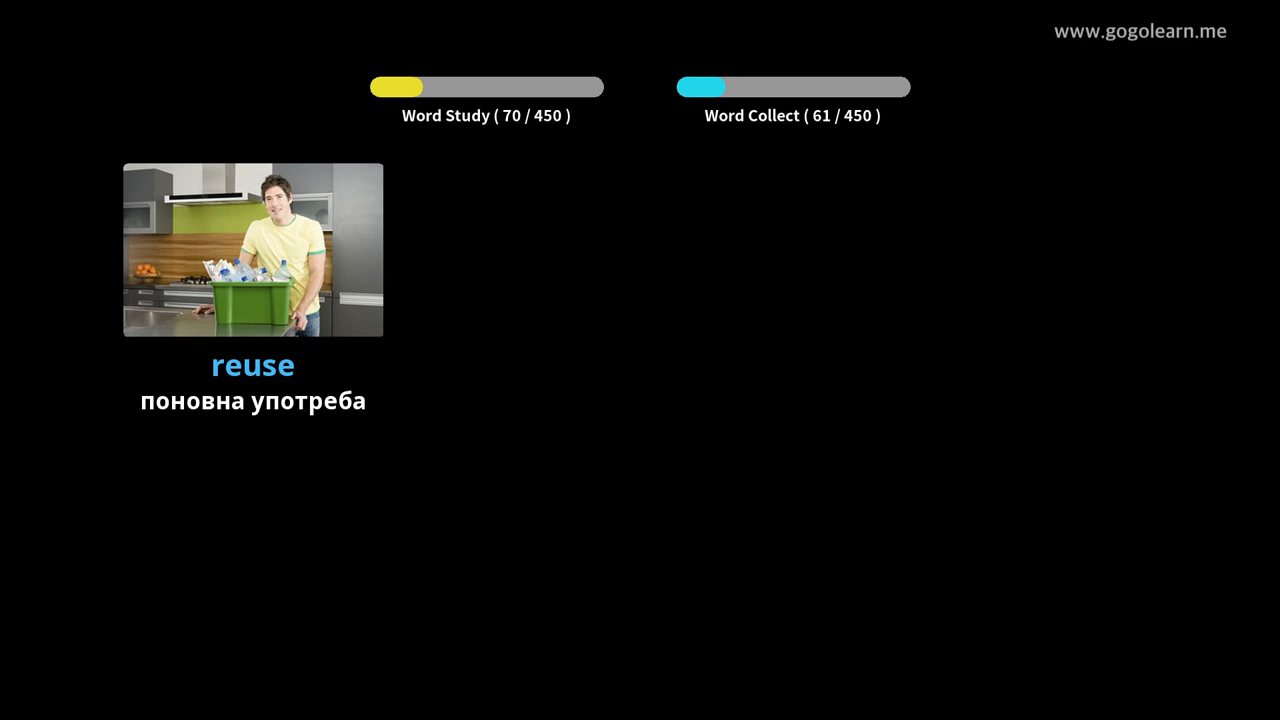 www.gogolearn.me
Word Study ( 70 / 450 )
Word Collect ( 61 / 450 )
reuse
поновна употреба